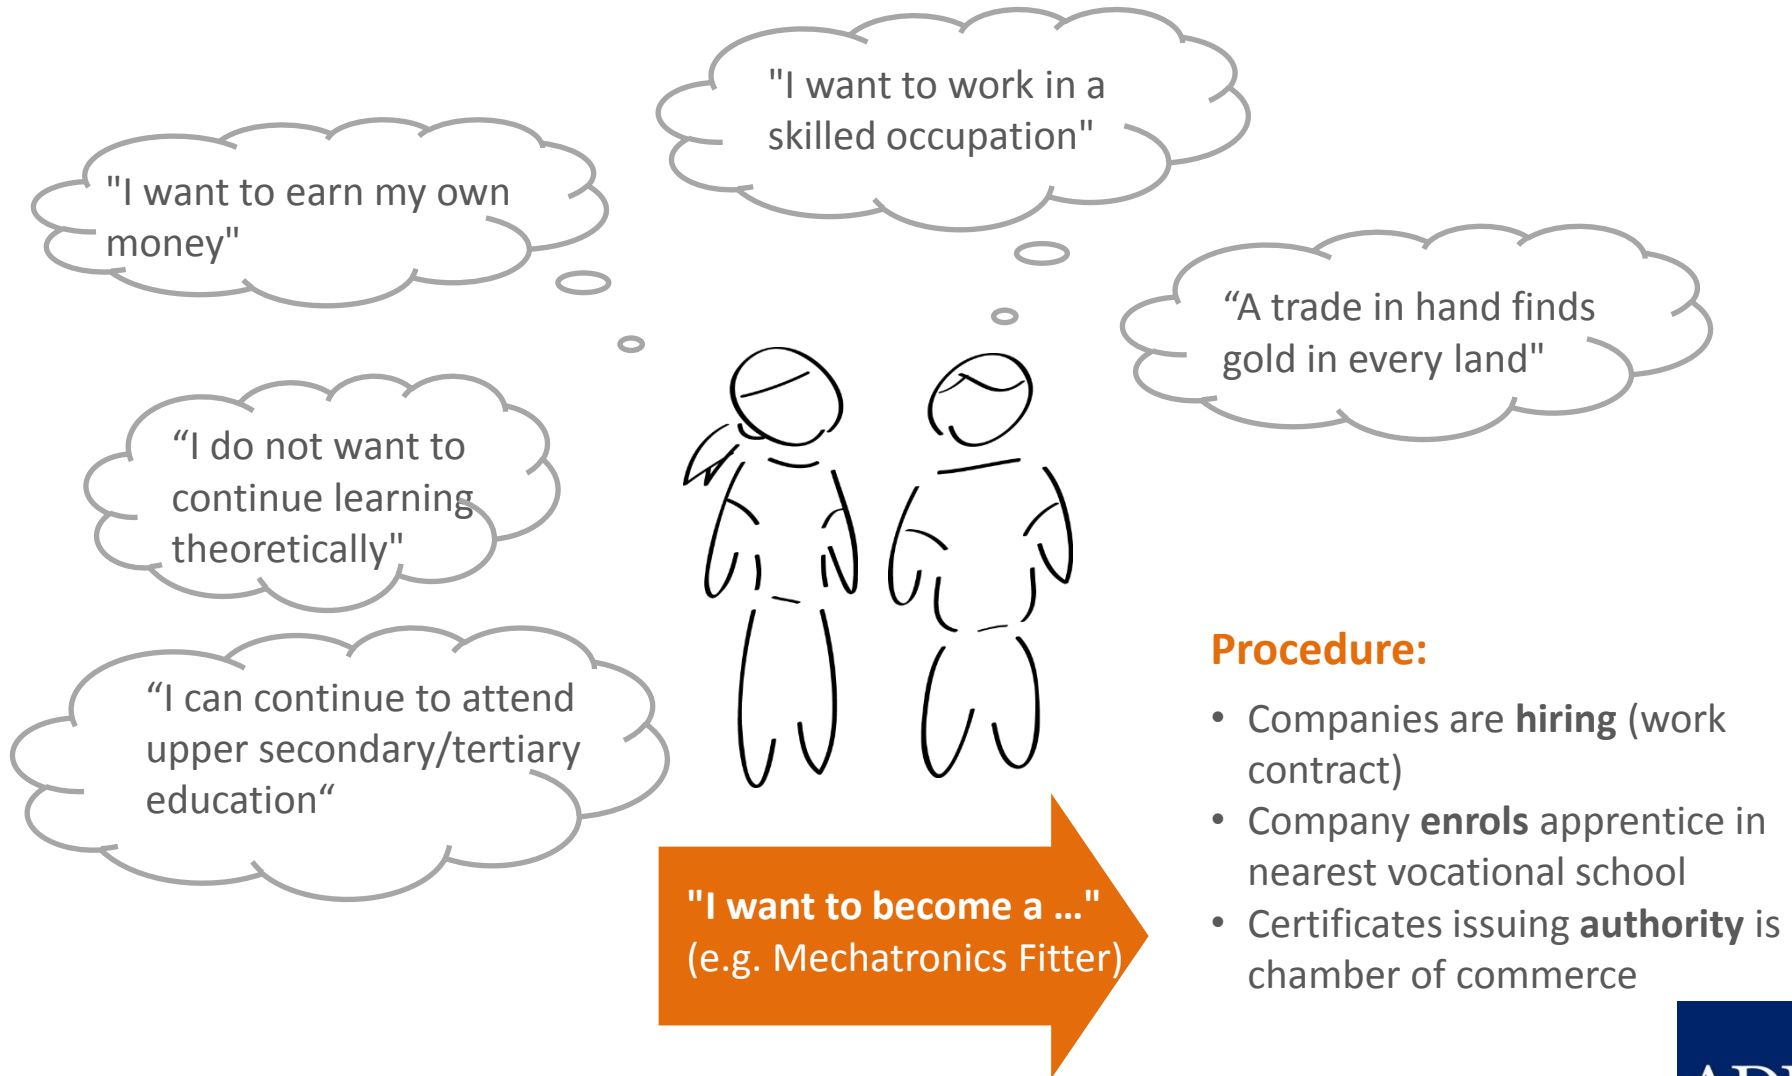 "I want to work in a
skilled occupation"
"I want to earn my own
money"
“A trade in hand finds
gold in every land"
“I do not want to
continue learning
theoretically"
“I can continue to attend
upper secondary/tertiary
education“
"I want to become a ..."
(e.g. Mechatronics Fitter)
Procedure:
• Companies are hiring (work
contract)
• Company enrols apprentice in
nearest vocational school
• Certificates issuing authority is
chamber of commerce